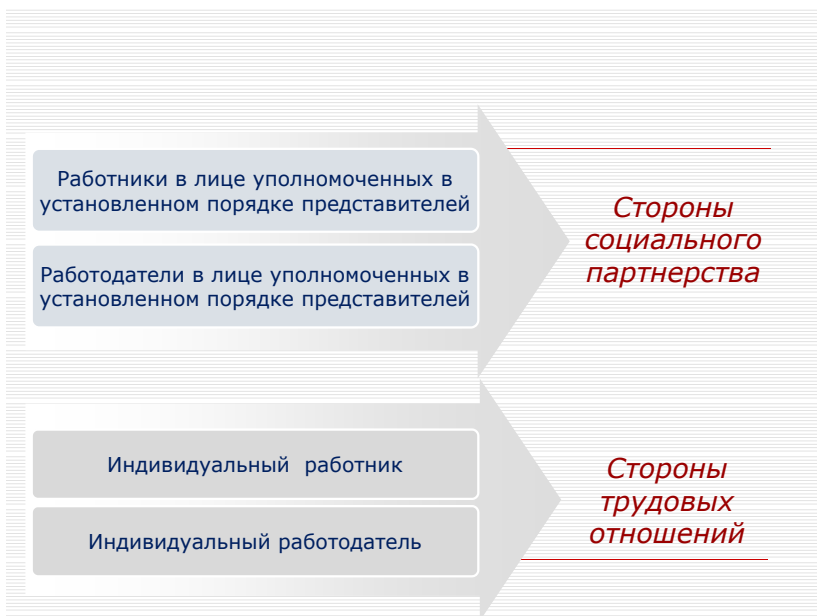 Работники в лице уполномоченных в
установленном порядке представителей
Работодатели в лице уполномоченных в
установленном порядке представителей
Стороны
социального
партнерства
Индивидуальный работник
Индивидуальный работодатель
Стороны
трудовых
отношений